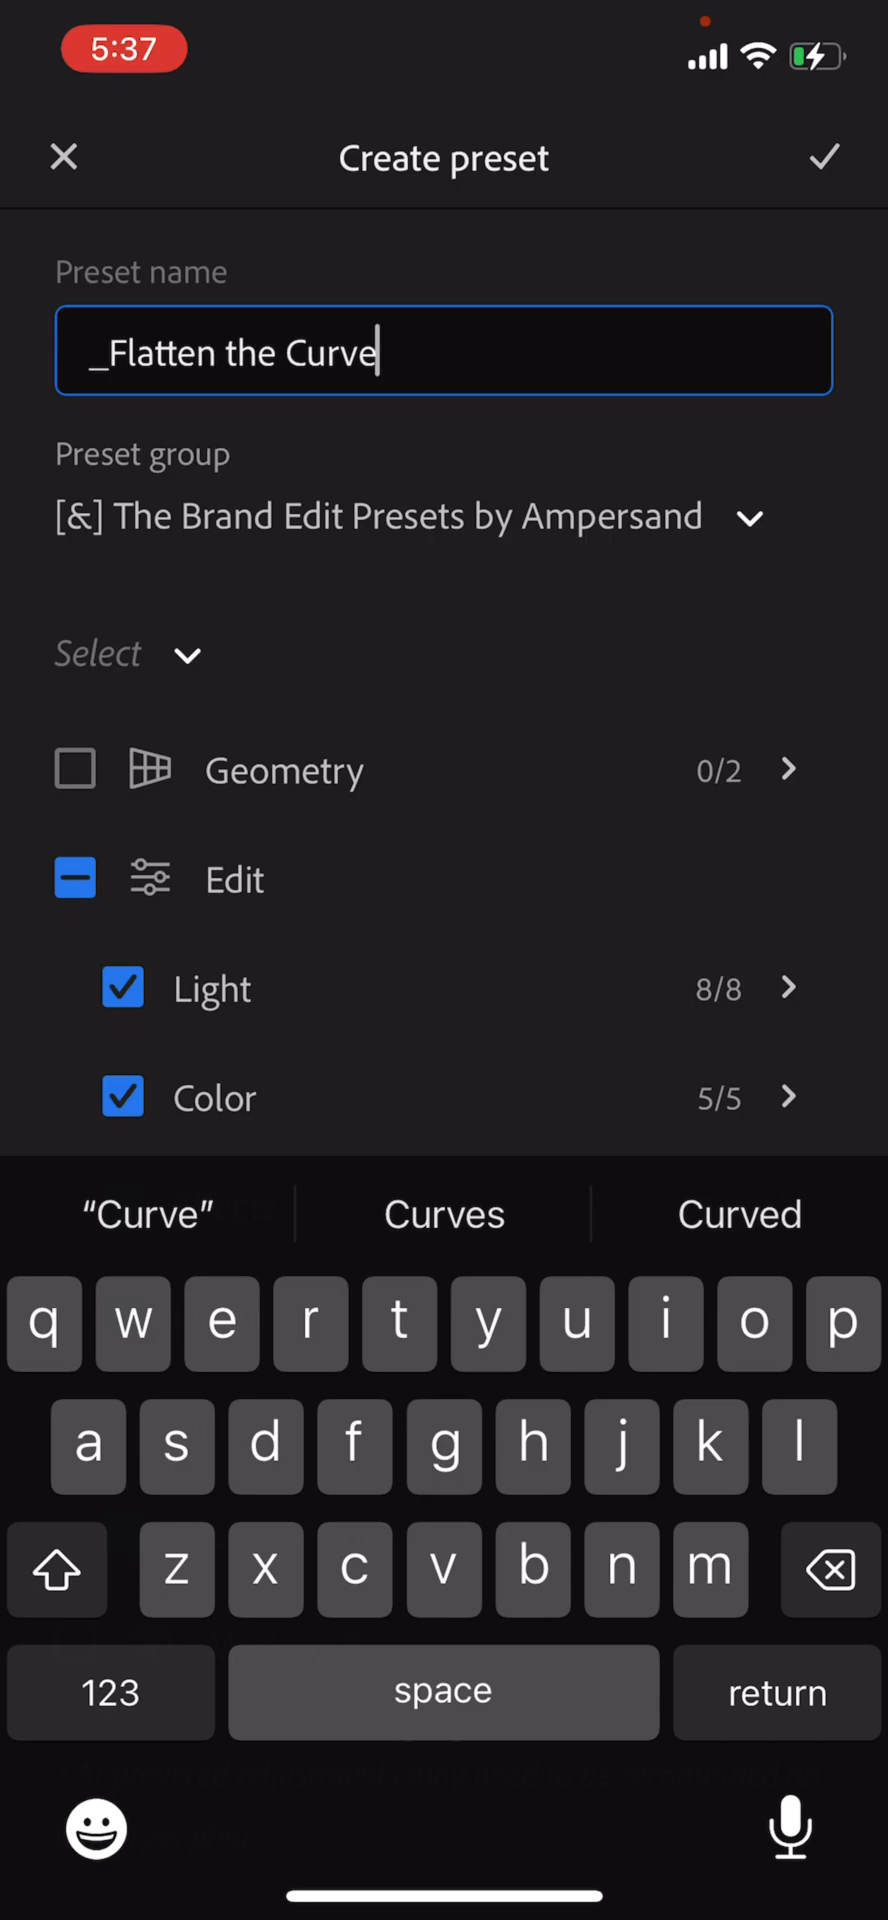 5:37
Create preset
Preset name
_Flatten the Curve
Preset group
[&] The Brand Edit Presets by Ampersand
Select
Geometry 0/2
Edit
Light 8/8
Color 5/5
“Curve” Curves Curved
q w e r t y u i o p
a s d f g h j k l
z x c v b n m
123 space return